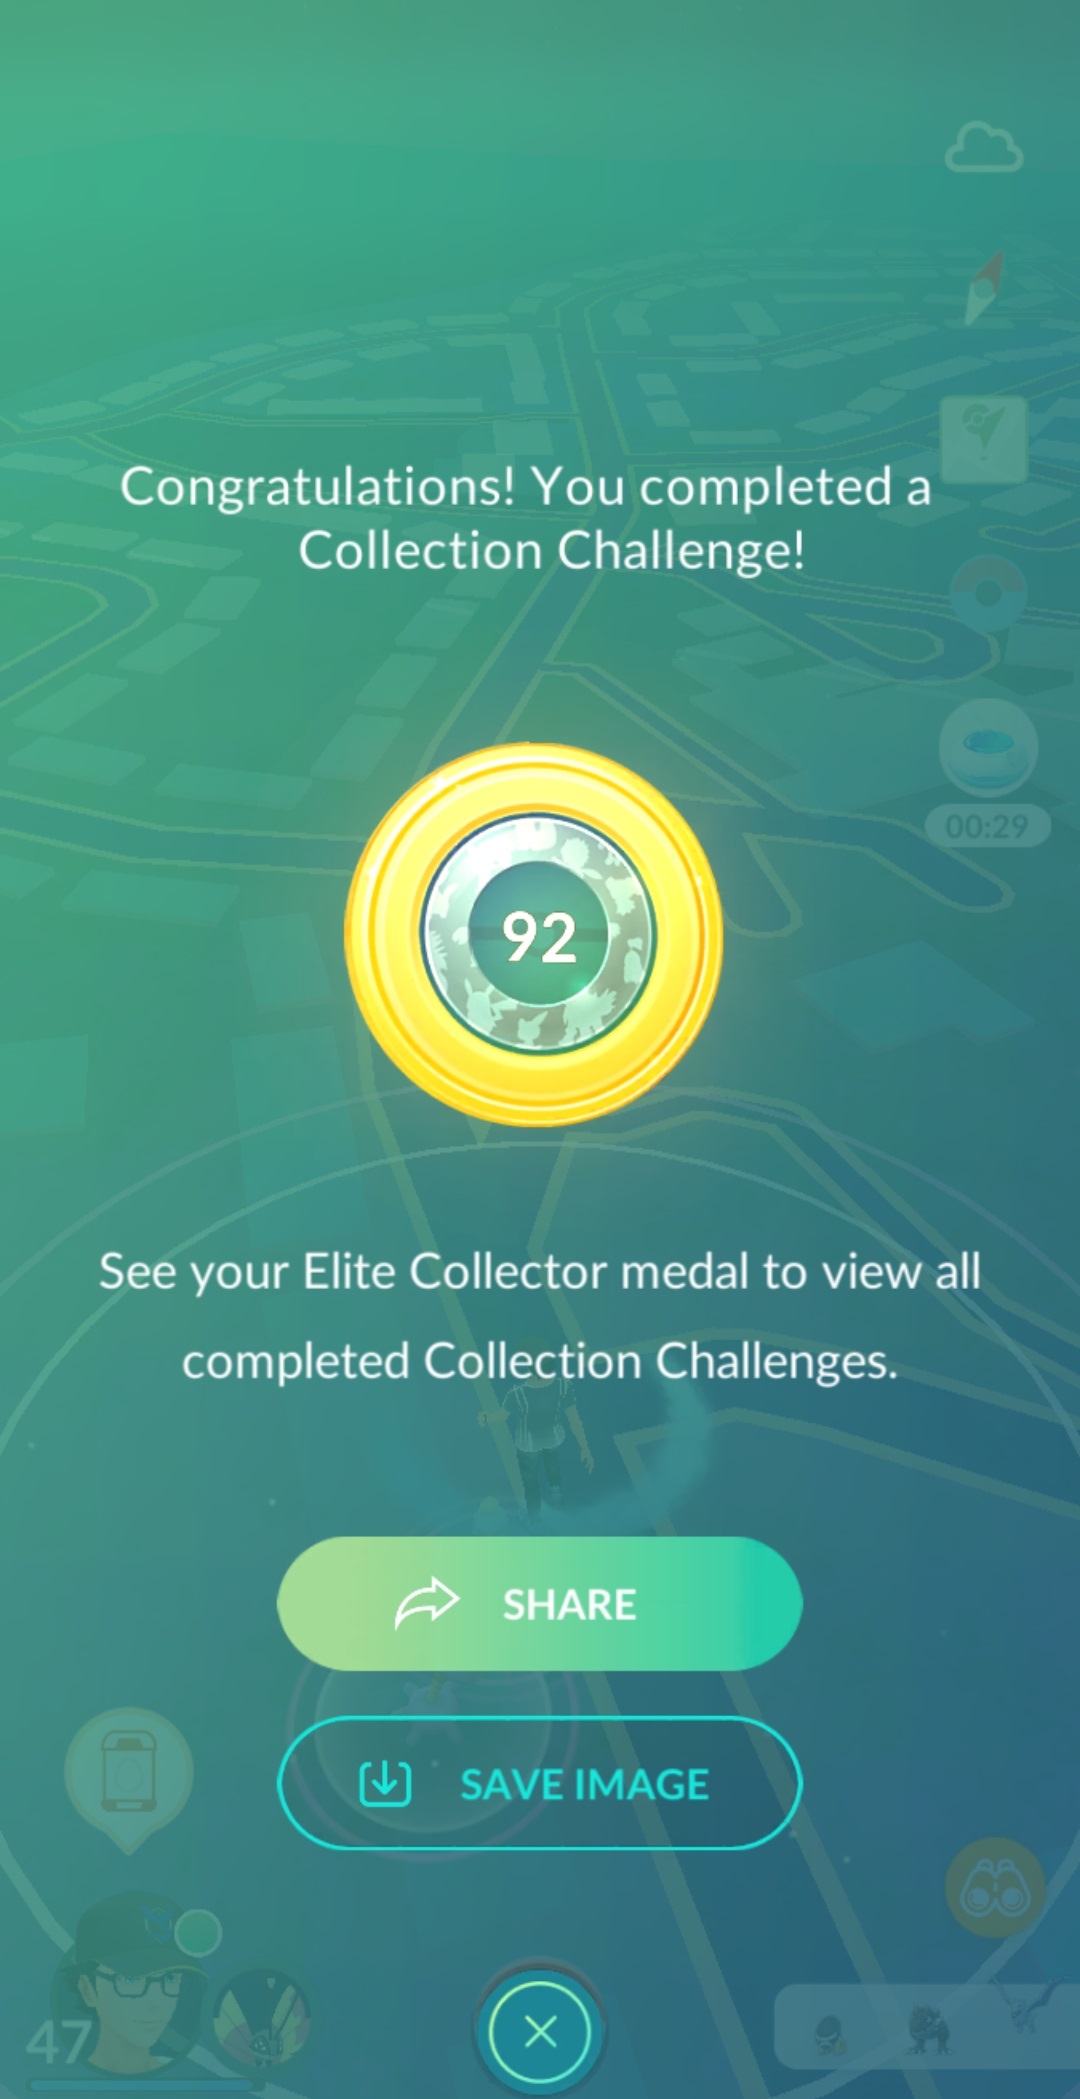 Congratulations! You completed a
Collection Challenge!
00:29
92
See your Elite Collector medal to view all
completed Collection Challenges.
SHARE
SAVE IMAGE
47